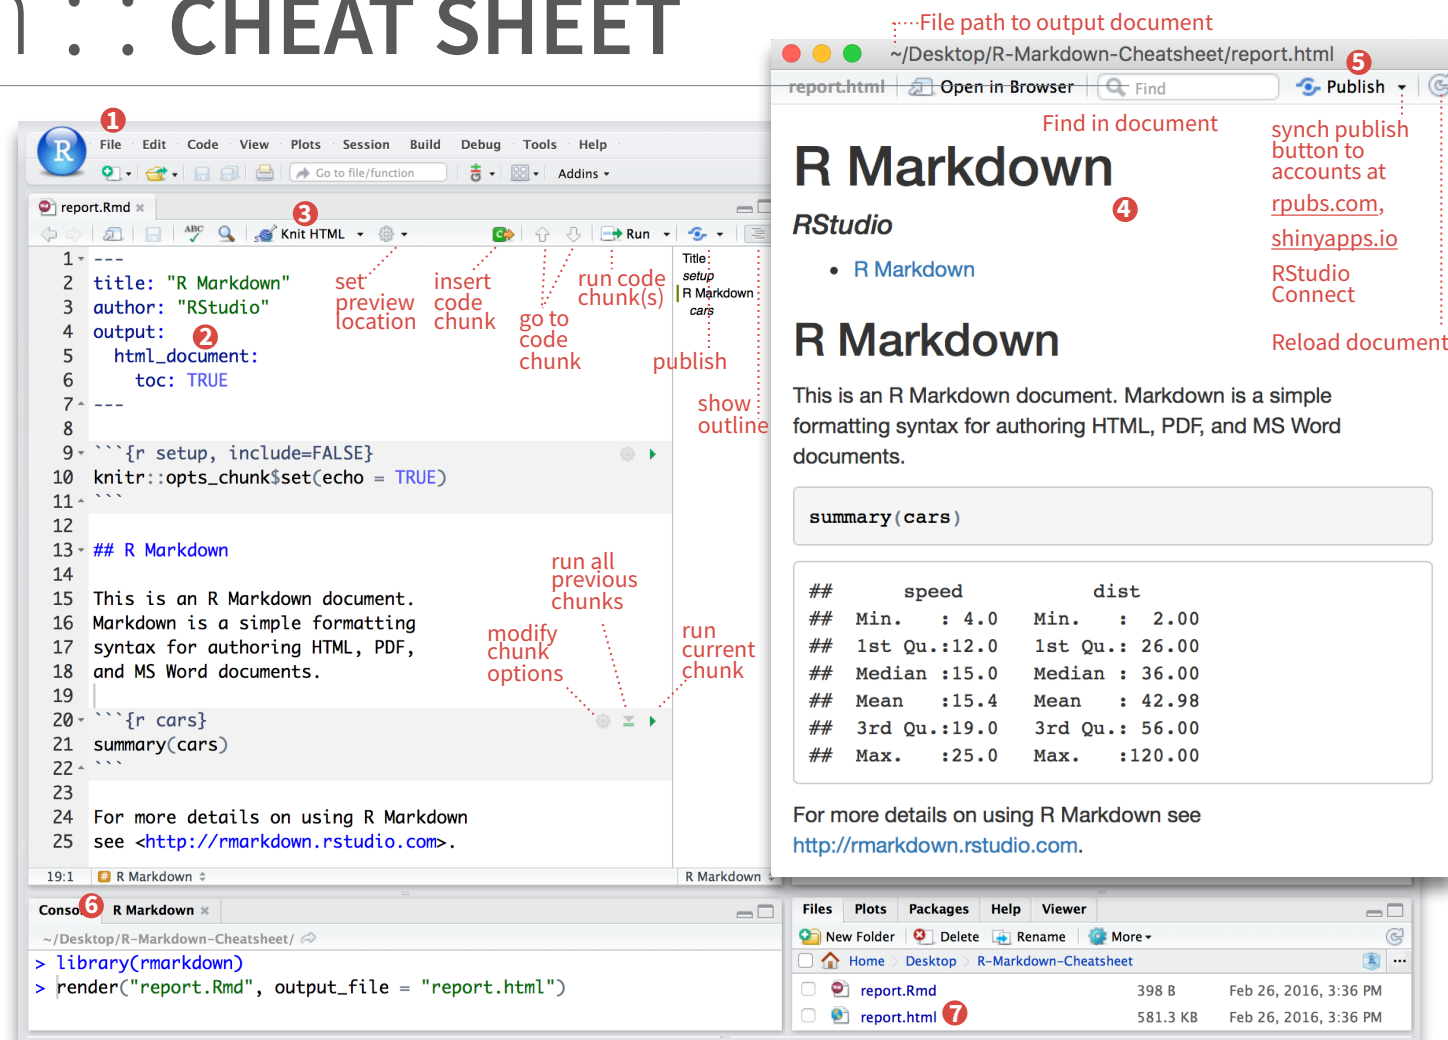 : : CHEAT SHEET
File path to output document
~/Desktop/R-Markdown-Cheatsheet/report.html
5
report.html Open in Browser Find Publish
Find in document
synch publish
button to
accounts at
rpubs.com,
shinyapps.io
RStudio
Connect
Reload document
R Markdown
4
RStudio
• R Markdown
R Markdown
This is an R Markdown document. Markdown is a simple
formatting syntax for authoring HTML, PDF, and MS Word
documents.
summary(cars)
##      speed           dist
##  Min.   : 4.0   Min.   :  2.00
##  1st Qu.:12.0   1st Qu.: 26.00
##  Median :15.0   Median : 36.00
##  Mean   :15.4   Mean   : 42.98
##  3rd Qu.:19.0   3rd Qu.: 56.00
##  Max.   :25.0   Max.   :120.00
For more details on using R Markdown see
http://rmarkdown.rstudio.com.
1
R
File Edit Code View Plots Session Build Debug Tools Help
Go to file/function Addins
report.Rmd
3
ABC Knit HTML C Run
set
preview
location
insert
code
chunk
go to
code
chunk
run code
chunk(s)
publish
show
outline
Title
setup
R Markdown
cars
1 ---
2 title: "R Markdown"
3 author: "RStudio"
4 output:
2
5   html_document:
6     toc: TRUE
7 ---
8
9 ```{r setup, include=FALSE}
10 knitr::opts_chunk$set(echo = TRUE)
11 ```
12
13 ## R Markdown
14
15 This is an R Markdown document.
16 Markdown is a simple formatting
17 syntax for authoring HTML, PDF,
18 and MS Word documents.
19
20 ```{r cars}
21 summary(cars)
22 ```
23
24 For more details on using R Markdown
25 see <http://rmarkdown.rstudio.com>.
modify
chunk
options
run all
previous
chunks
run
current
chunk
19:1 # R Markdown R Markdown
Conso 6 R Markdown
~/Desktop/R-Markdown-Cheatsheet/
> library(rmarkdown)
> render("report.Rmd", output_file = "report.html")
Files Plots Packages Help Viewer
New Folder Delete Rename More
Home Desktop R-Markdown-Cheatsheet R ...
report.Rmd 398 B Feb 26, 2016, 3:36 PM
report.html 7 581.3 KB Feb 26, 2016, 3:36 PM